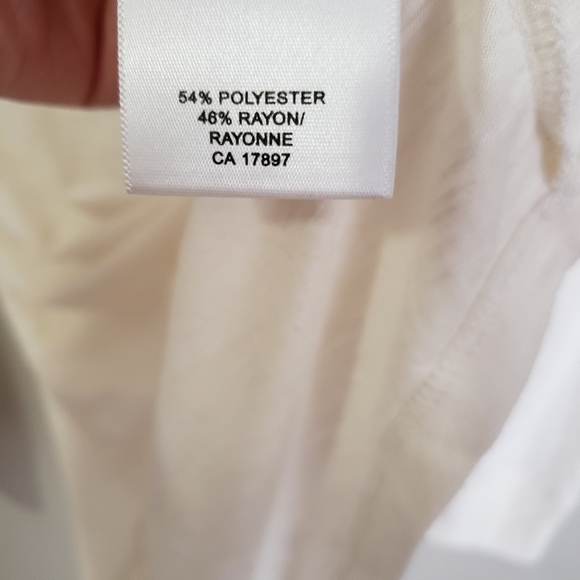 54% POLYESTER
46% RAYON/
RAYONNE
CA 17897